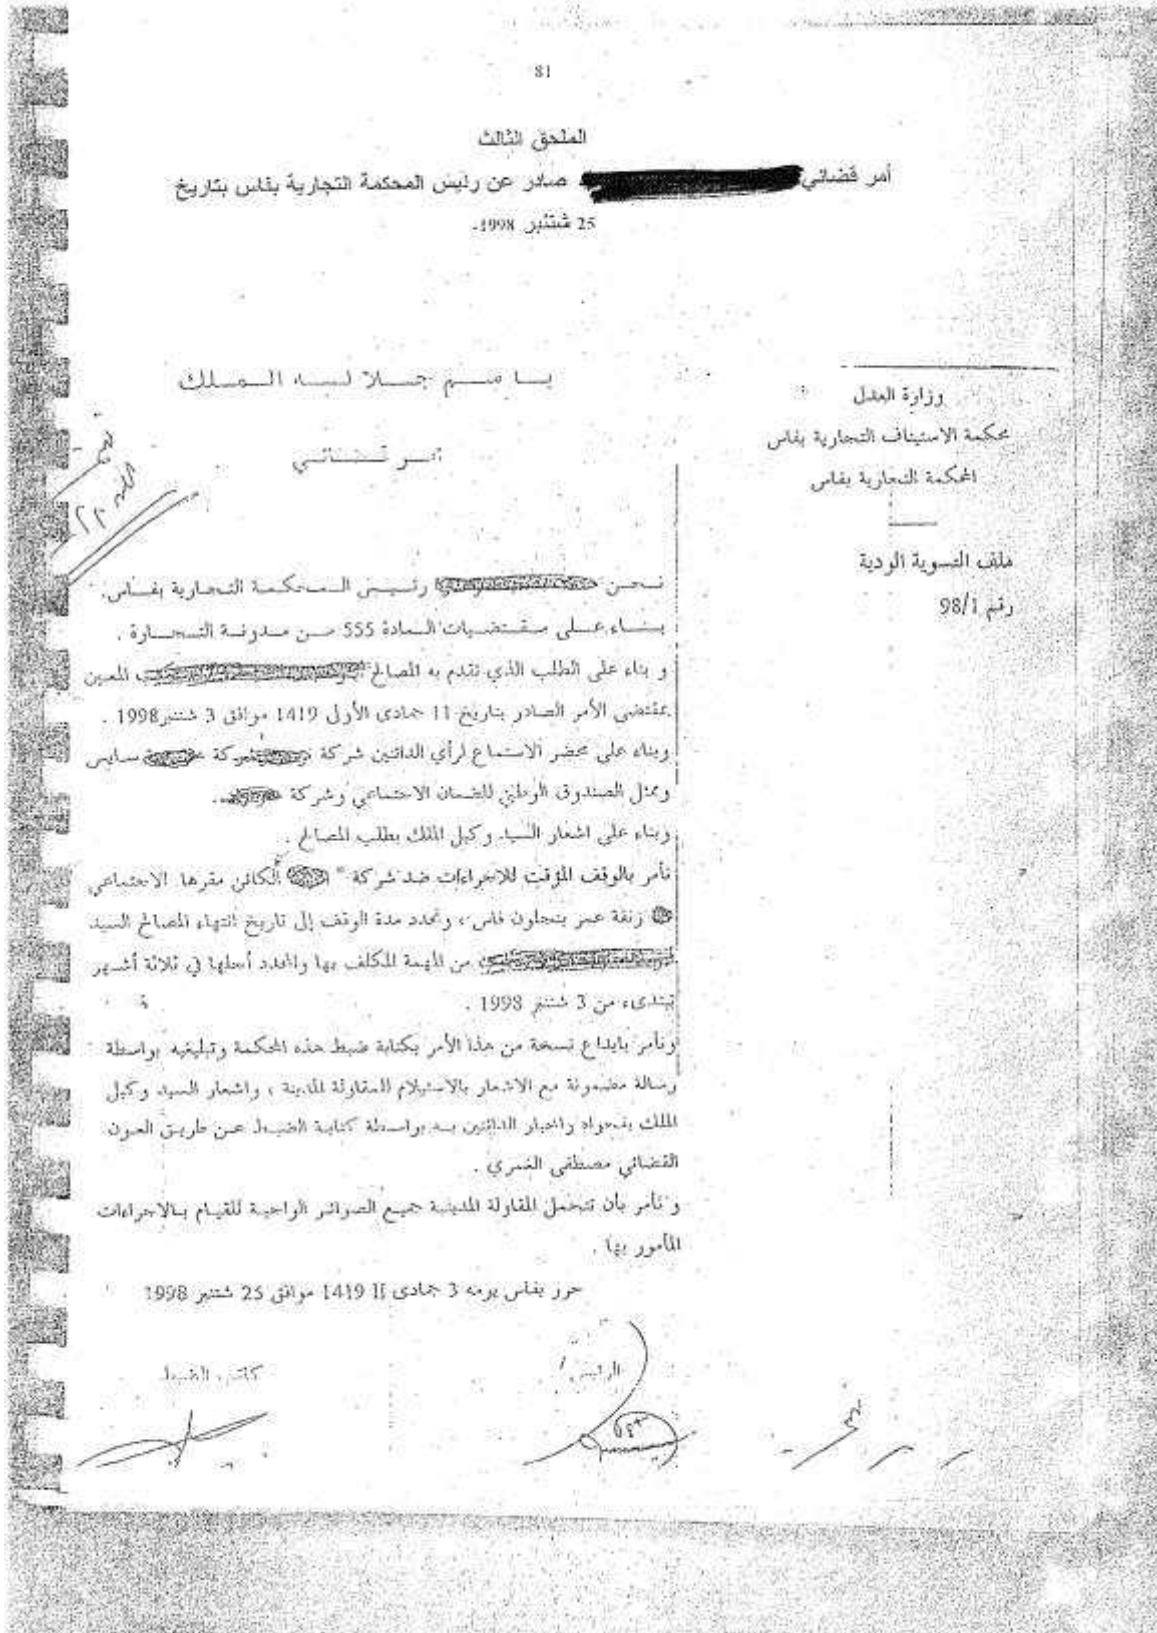 81
الملحق الثالث
أمر قضائي صادر عن رئيس المحكمة التجارية بفاس بتاريخ
25 شتنبر 1998-
وزارة العدل
محكمة الاستيناف التجارية بفاس
المحكمة التجارية بفاس
ملف التسوية الودية
رقم 98/1
باسم جلالة الملك
أمر قضائي
نحن رئيس المحكمة التجارية بفاس.
بناء على مقتضيات المادة 555 من مدونة التجارة .
و بناء على الطلب الذي تقدم به المصالح المعين
بمقتضى الأمر الصادر بتاريخ 11 جمادى الأول 1419 موافق 3 شتنبر 1998 .
وبناء على محضر الاستماع لرأي الدائنين شركة شركة سايس
وممثل الصندوق الوطني للضمان الاجتماعي وشركة .
وبناء على اشعار السيد وكيل الملك بطلب المصالح .
نأمر بالوقف المؤقت للاجراءات ضد شركة " الكائن مقرها الاجتماعي
زنقة عمر بنجلون فاس ، ونحدد مدة الوقف إلى تاريخ انتهاء المصالح السيد
من المهمة المكلف بها والمحدد أجلها في ثلاثة أشهر
تبتدىء من 3 شتنبر 1998 .
ونأمر بايداع نسخة من هذا الأمر بكتابة ضبط هذه المحكمة وتبليغه بواسطة
رسالة مضمونة مع الاشعار بالاستيلام للمقاولة المدينة ، واشعار السيد وكيل
الملك بفحواه واخبار الدائنين به بواسطة كتابة الضبط عن طريق العون
القضائي مصطفى الغمري .
و نأمر بأن تتحمل المقاولة المدينة جميع الصوائر الواجبة للقيام بالاجراءات
المأمور بها .
حرر بفاس يومه 3 جمادى II 1419 موافق 25 شتنبر 1998
الرئيس
كاتب الضبط